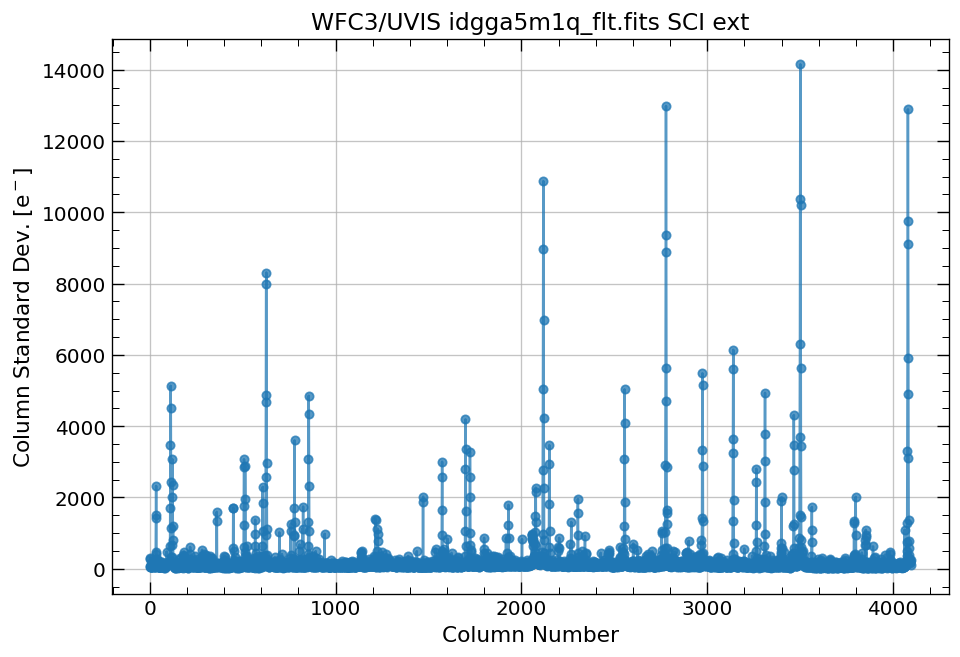 WFC3/UVIS idgga5m1q_flt.fits SCI ext
Column Standard Dev. [e⁻]
14000
12000
10000
8000
6000
4000
2000
0
0 1000 2000 3000 4000
Column Number